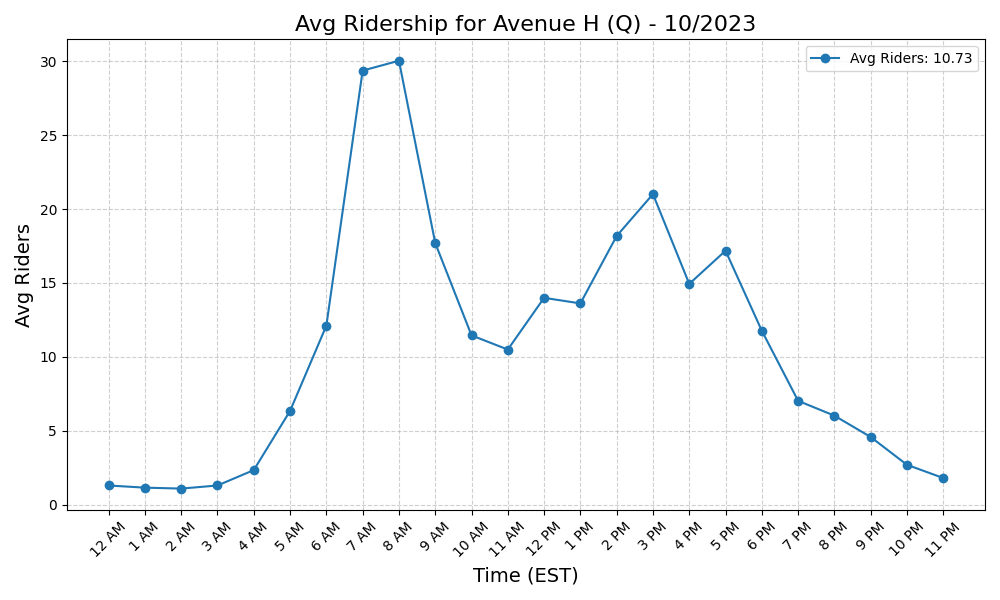 Avg Ridership for Avenue H (Q) - 10/2023
Avg Riders: 10.73
Avg Riders
30
25
20
15
10
5
0
12 AM
1 AM
2 AM
3 AM
4 AM
5 AM
6 AM
7 AM
8 AM
9 AM
10 AM
11 AM
12 PM
1 PM
2 PM
3 PM
4 PM
5 PM
6 PM
7 PM
8 PM
9 PM
10 PM
11 PM
Time (EST)